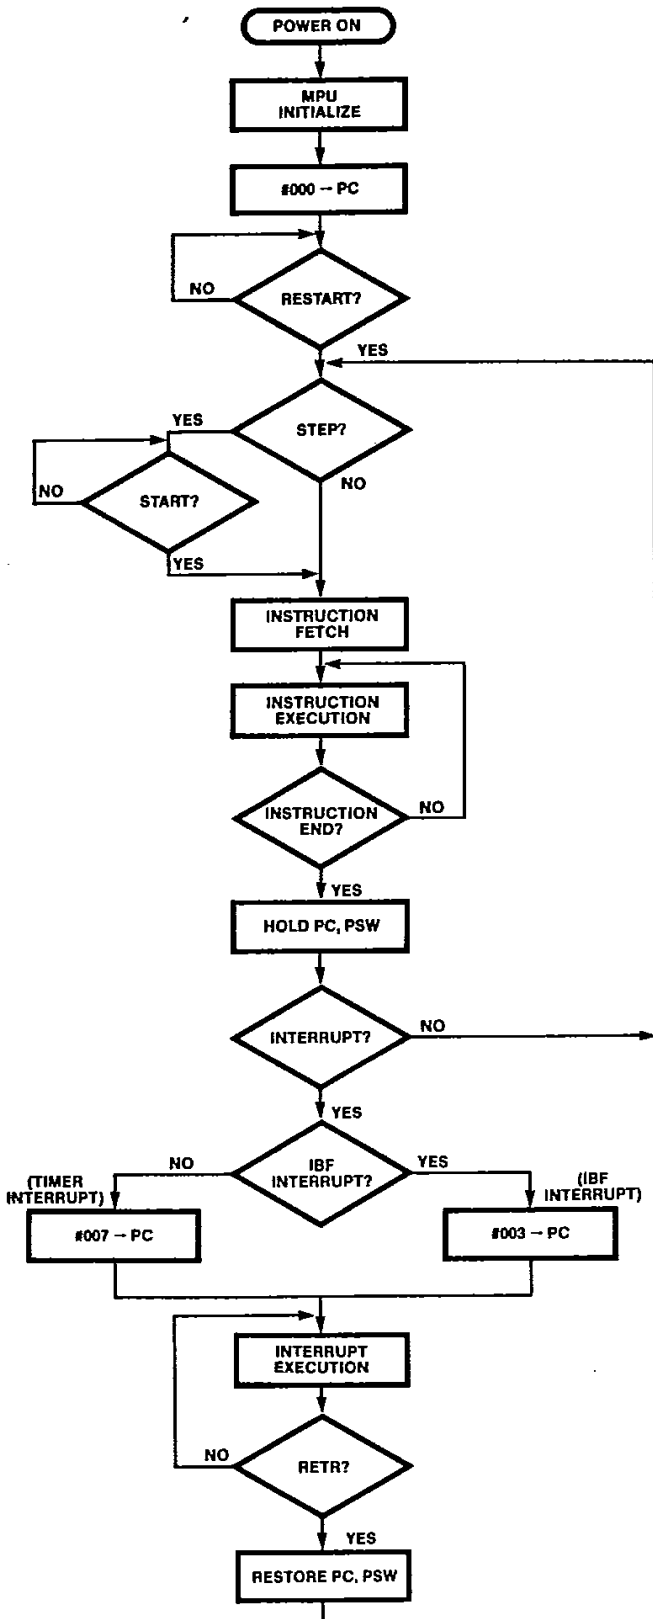 POWER ON
MPU
INITIALIZE
#000 → PC
NO
RESTART?
YES
YES
STEP?
NO
NO
START?
YES
INSTRUCTION
FETCH
INSTRUCTION
EXECUTION
INSTRUCTION
END?
NO
YES
HOLD PC, PSW
INTERRUPT?
NO
YES
NO
IBF
INTERRUPT?
YES
(TIMER
INTERRUPT)
(IBF
INTERRUPT)
#007 → PC
#003 → PC
INTERRUPT
EXECUTION
NO
RETR?
YES
RESTORE PC, PSW